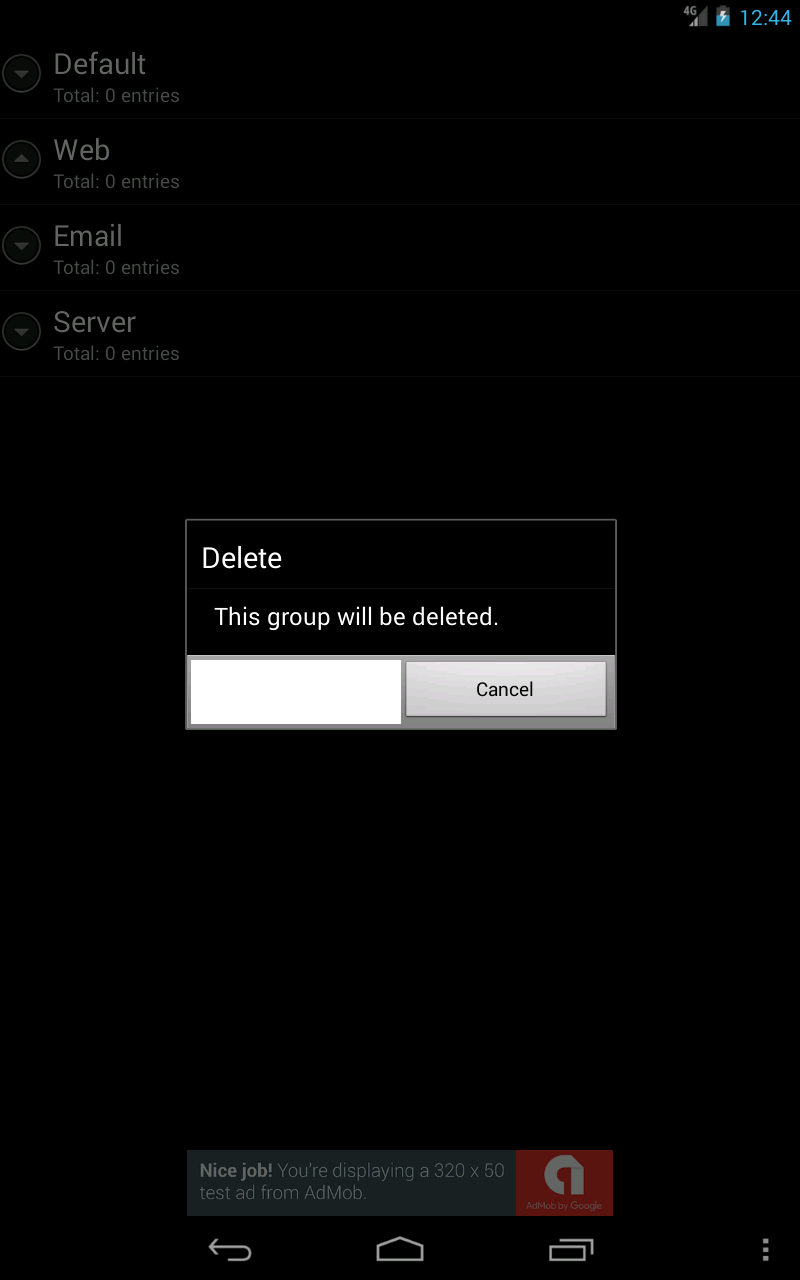 4G 12:44
Default
Total: 0 entries
Web
Total: 0 entries
Email
Total: 0 entries
Server
Total: 0 entries
Delete
This group will be deleted.
Cancel
Nice job! You're displaying a 320 x 50
test ad from AdMob.
AdMob by Google